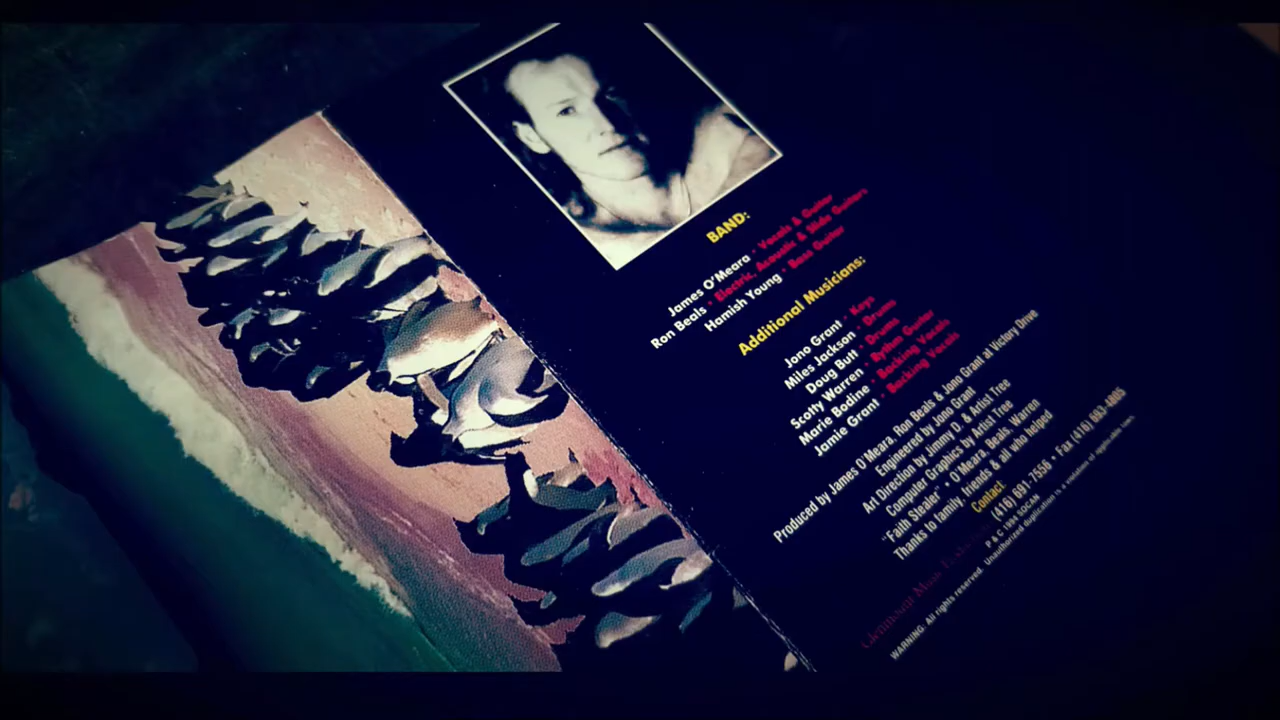 BAND:
James O'Meara • Vocals & Guitar
Ron Beals • Electric, Acoustic & Slide Guitars
Hamish Young • Bass Guitar
Additional Musicians:
Jono Grant • Keys
Miles Jackson • Drums
Doug Butt • Drums
Scotty Warren • Rythm Guitar
Marie Bodine • Backing Vocals
Jamie Grant • Backing Vocals
Produced by James O'Meara, Ron Beals & Jono Grant at Victory Drive
Engineered by Jono Grant
Art Direction by Jimmy D. & Artist Tree
Computer Graphics by Artist Tree
"Faith Stealer" • O'Meara, Beals, Warren
Thanks to family, friends & all who helped
Contact:
(416) 691-7556 • Fax (416) 693-4805
P & C 1994 SOCAN
WARNING: All rights reserved. Unauthorized duplication is a violation of applicable laws